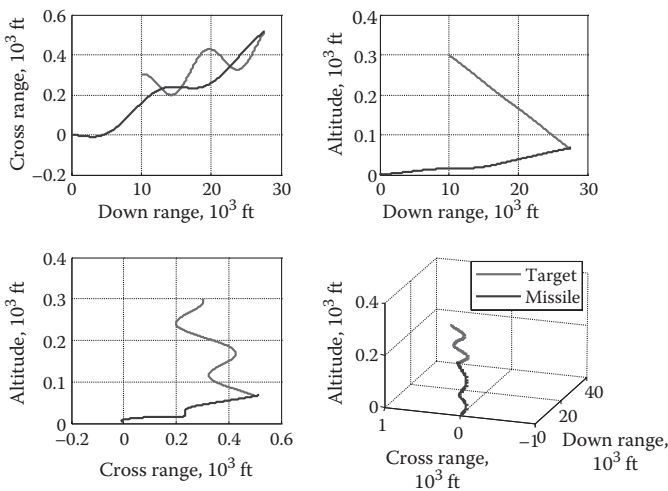 0.6
0.4
0.2
0
−0.2
Cross range, 10³ ft
0 10 20 30
Down range, 10³ ft
0.4
0.3
0.2
0.1
0
Altitude, 10³ ft
0 10 20 30
Down range, 10³ ft
0.4
0.3
0.2
0.1
0
Altitude, 10³ ft
−0.2 0 0.2 0.4 0.6
Cross range, 10³ ft
Target
Missile
0.4
0.2
0
Altitude, 10³ ft
1 0 −1
Cross range,
10³ ft
0 20 40
Down range,
10³ ft